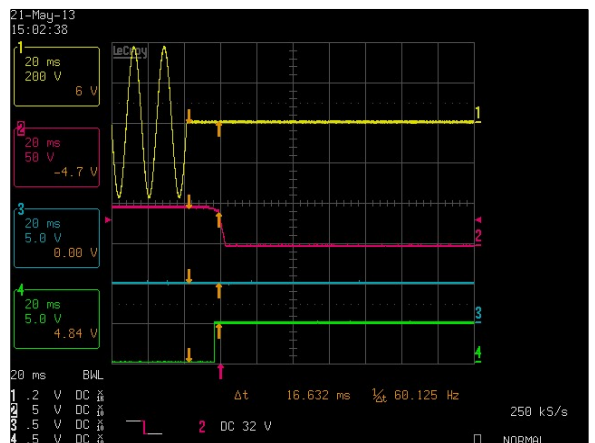 21-May-13
15:02:38
LeCroy
1
20 ms
200 V
6 V
2
20 ms
50 V
-4.7 V
3
20 ms
5.0 V
0.00 V
4
20 ms
5.0 V
4.84 V
1
2
3
4
20 ms BWL
1 .2 V DC
2 5 V DC
3 .5 V DC
4 .5 V DC
Δt 16.632 ms 1/Δt 60.125 Hz
2 DC 32 V
250 kS/s
NORMAL